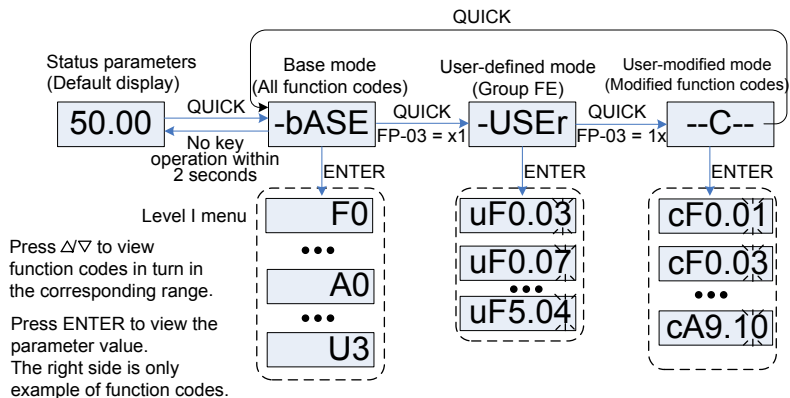 QUICK
Status parameters
(Default display)
Base mode
(All function codes)
User-defined mode
(Group FE)
User-modified mode
(Modified function codes)
50.00
QUICK
No key
operation within
2 seconds
-bASE
QUICK
FP-03 = x1
-USEr
QUICK
FP-03 = 1x
--C--
ENTER
ENTER
ENTER
Level I menu
F0
A0
U3
uF0.03
uF0.07
uF5.04
cF0.01
cF0.03
cA9.10
Press △/▽ to view
function codes in turn in
the corresponding range.
Press ENTER to view the
parameter value.
The right side is only
example of function codes.